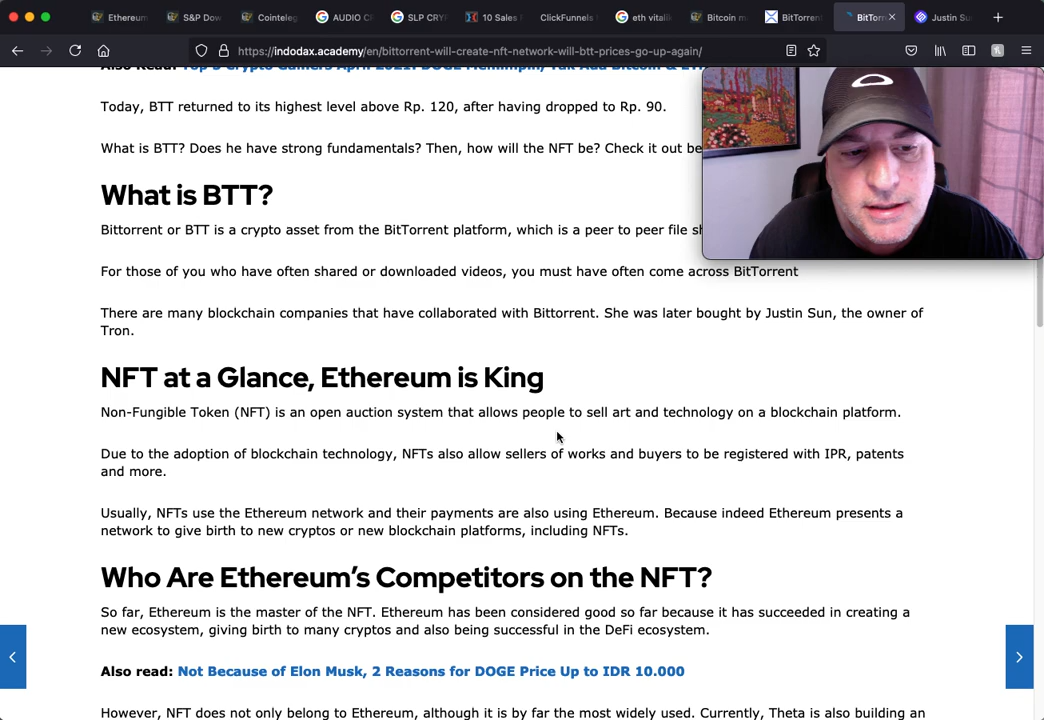 Ethereum
S&P Dow
Cointeleg
AUDIO C
SLP CRY
10 Sales
ClickFunnels
eth vitali
Bitcoin m
BitTorren
BitTorr
Justin Su
https://indodax.academy/en/bittorrent-will-create-nft-network-will-btt-prices-go-up-again/
Also Read: Top 5 Crypto Gainers April 2021: DOGE
Today, BTT returned to its highest level above Rp. 120, after having dropped to Rp. 90.
What is BTT? Does he have strong fundamentals? Then, how will the NFT be? Check it out be
What is BTT?
Bittorrent or BTT is a crypto asset from the BitTorrent platform, which is a peer to peer file sh
For those of you who have often shared or downloaded videos, you must have often come across BitTorrent
There are many blockchain companies that have collaborated with Bittorrent. She was later bought by Justin Sun, the owner of
Tron.
NFT at a Glance, Ethereum is King
Non-Fungible Token (NFT) is an open auction system that allows people to sell art and technology on a blockchain platform.
Due to the adoption of blockchain technology, NFTs also allow sellers of works and buyers to be registered with IPR, patents
and more.
Usually, NFTs use the Ethereum network and their payments are also using Ethereum. Because indeed Ethereum presents a
network to give birth to new cryptos or new blockchain platforms, including NFTs.
Who Are Ethereum's Competitors on the NFT?
So far, Ethereum is the master of the NFT. Ethereum has been considered good so far because it has succeeded in creating a
new ecosystem, giving birth to many cryptos and also being successful in the DeFi ecosystem.
Also read: Not Because of Elon Musk, 2 Reasons for DOGE Price Up to IDR 10.000
However, NFT does not only belong to Ethereum, although it is by far the most widely used. Currently, Theta is also building an